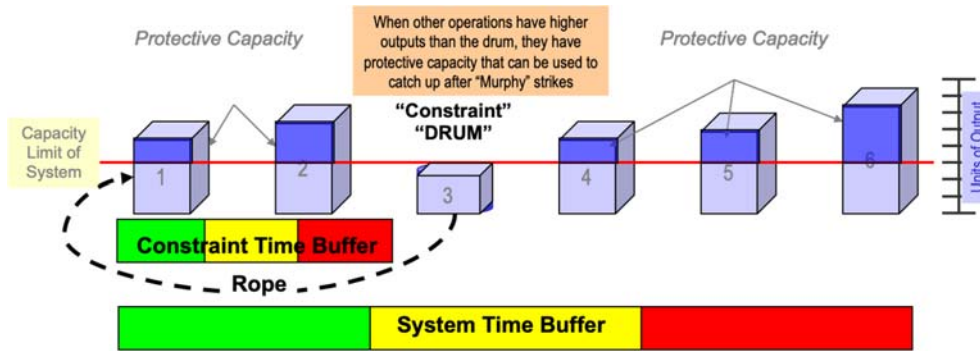 Protective Capacity
When other operations have higher
outputs than the drum, they have
protective capacity that can be used to
catch up after “Murphy” strikes
Protective Capacity
“Constraint”
“DRUM”
Capacity
Limit of
System
1
2
3
4
5
6
Units of Output
Constraint Time Buffer
Rope
System Time Buffer